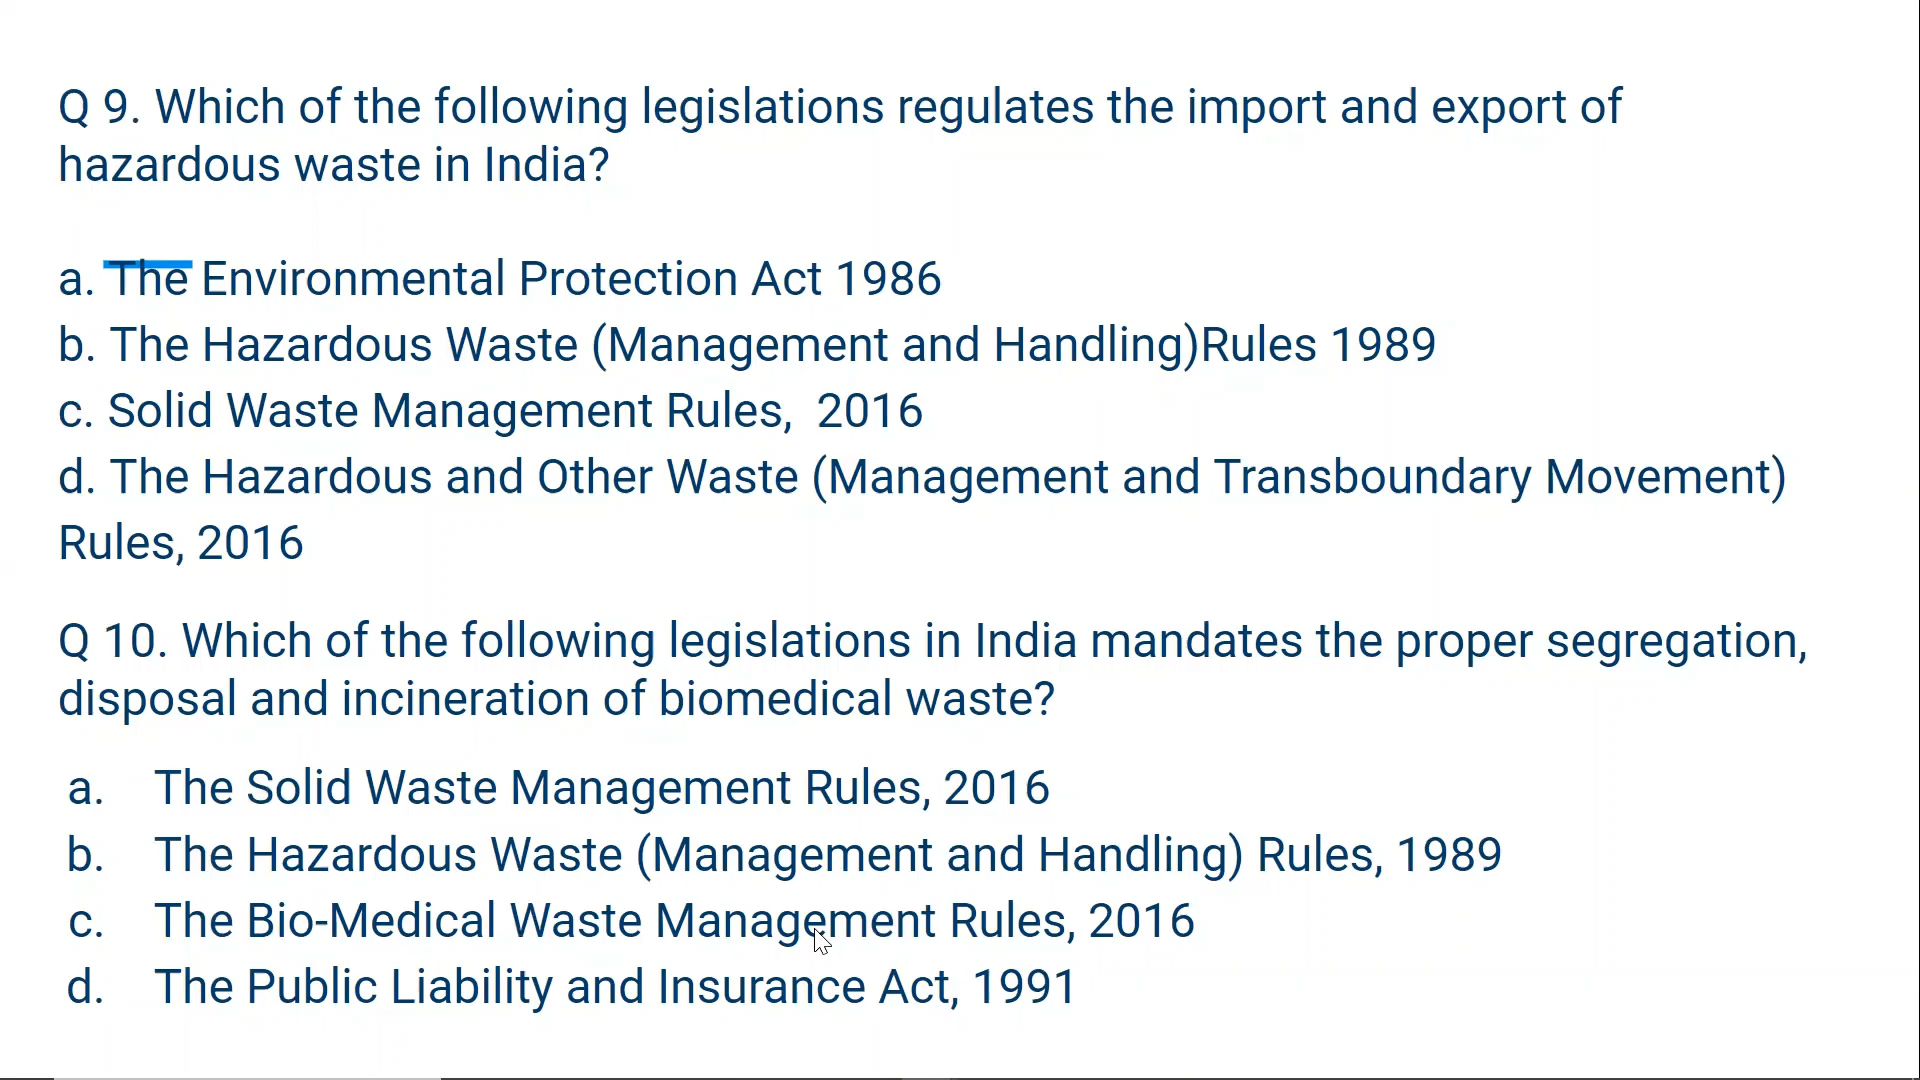 Q 9. Which of the following legislations regulates the import and export of
hazardous waste in India?
a. The Environmental Protection Act 1986
b. The Hazardous Waste (Management and Handling)Rules 1989
c. Solid Waste Management Rules,  2016
d. The Hazardous and Other Waste (Management and Transboundary Movement)
Rules, 2016
Q 10. Which of the following legislations in India mandates the proper segregation,
disposal and incineration of biomedical waste?
a. The Solid Waste Management Rules, 2016
b. The Hazardous Waste (Management and Handling) Rules, 1989
c. The Bio-Medical Waste Management Rules, 2016
d. The Public Liability and Insurance Act, 1991